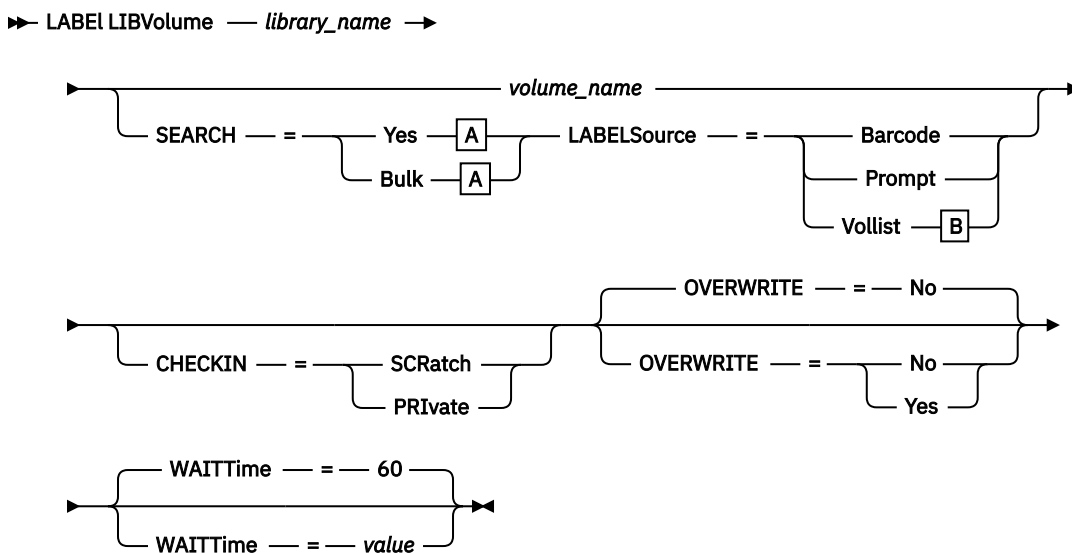 LABEl LIBVolume library_name
volume_name
SEARCH = Yes A LABELSource = Barcode
Bulk A Prompt
Vollist B
OVERWRITE = No
CHECKIN = SCRatch OVERWRITE = No
PRIvate Yes
WAITTime = 60
WAITTime = value